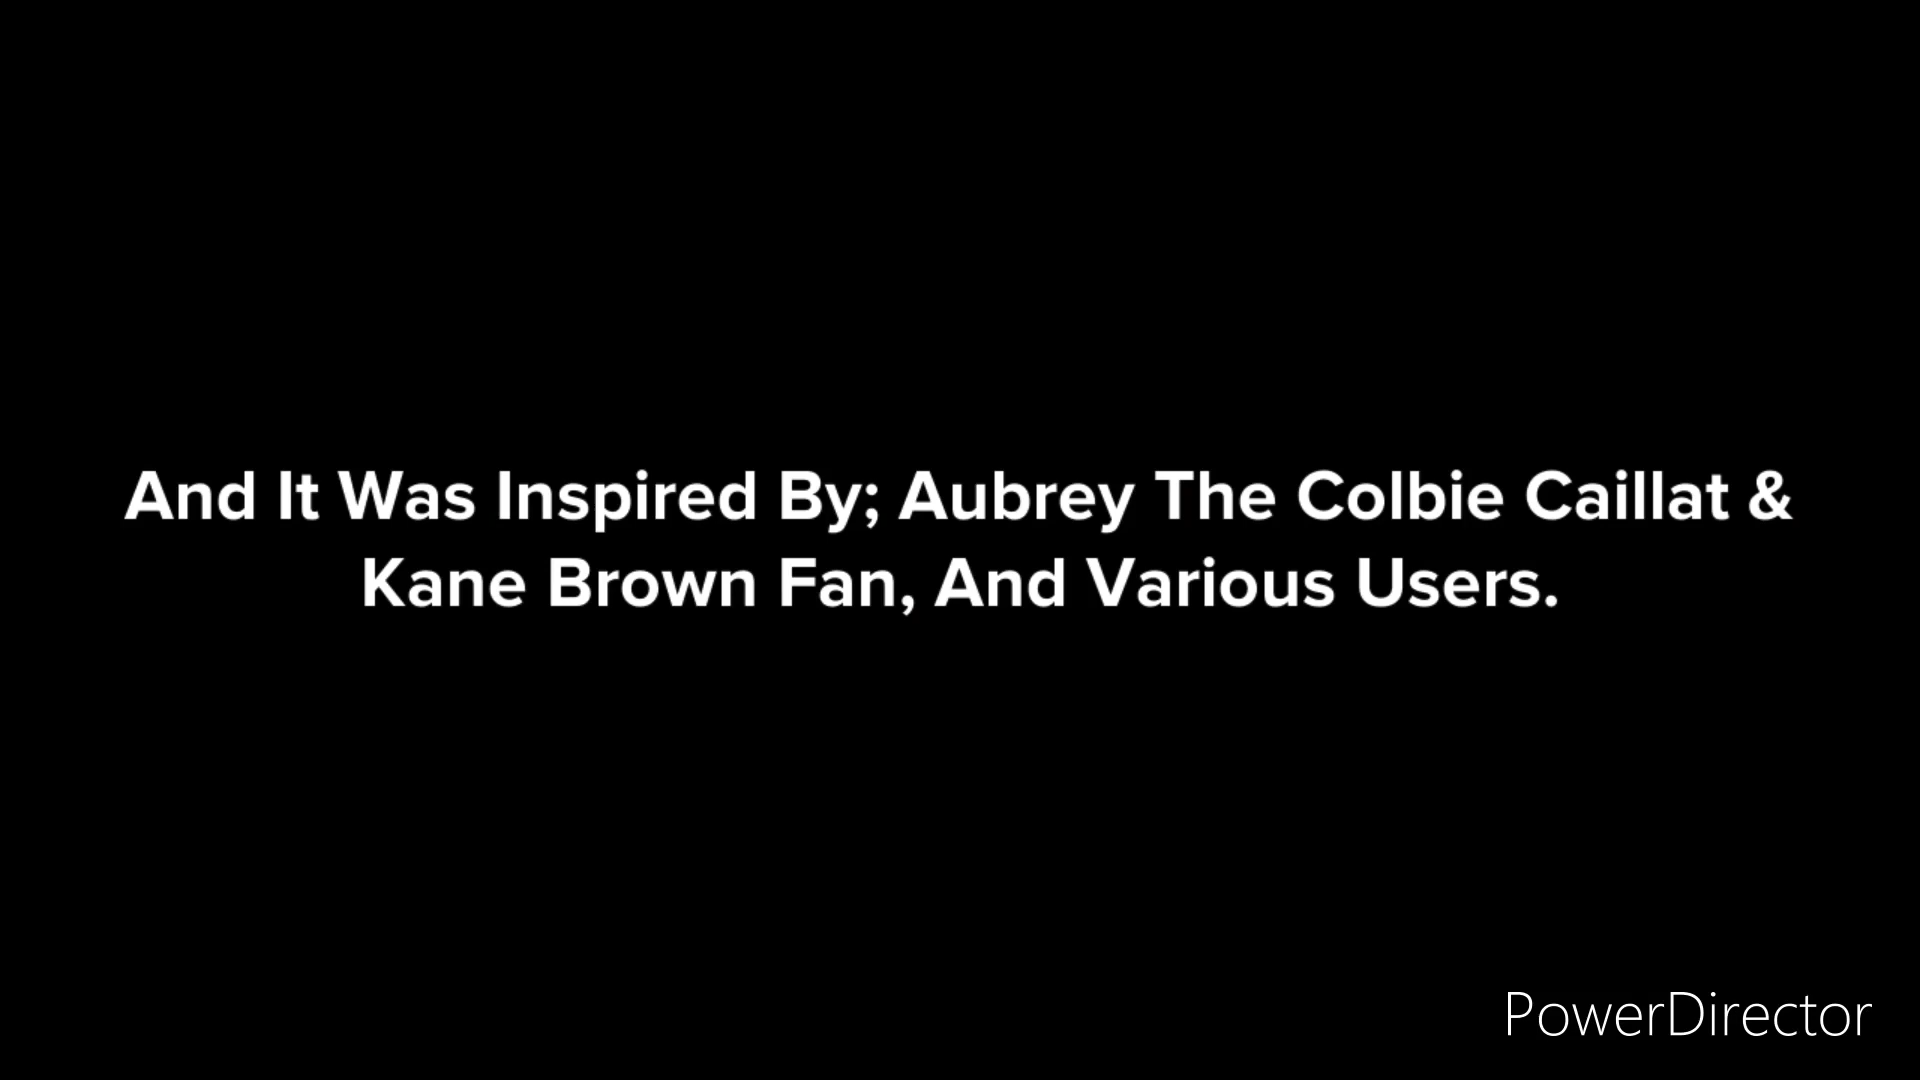 And It Was Inspired By; Aubrey The Colbie Caillat &
Kane Brown Fan, And Various Users.
PowerDirector